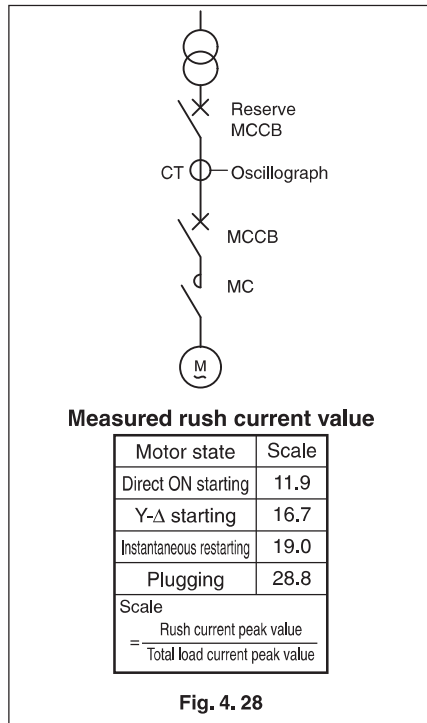 Reserve
MCCB
CT
Oscillograph
MCCB
MC
M
~
Measured rush current value
Motor state Scale
Direct ON starting 11.9
Y-Δ starting 16.7
Instantaneous restarting 19.0
Plugging 28.8
Scale
= Rush current peak value
Total load current peak value
Fig. 4. 28